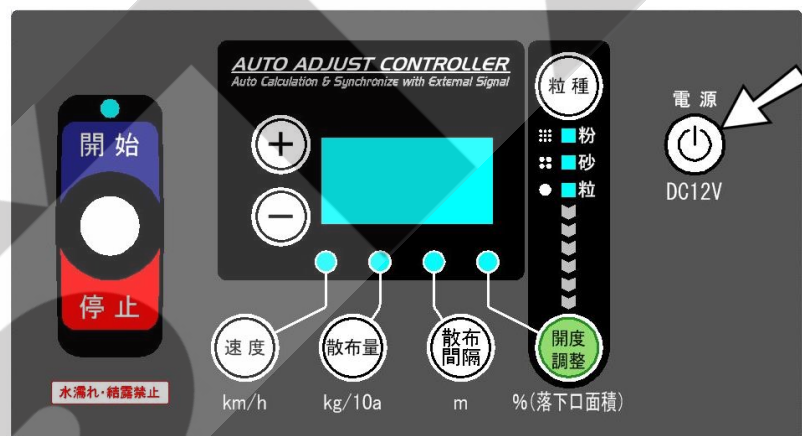 開始
停止
水濡れ・結露禁止
AUTO ADJUST CONTROLLER
Auto Calculation & Synchronize with External Signal
+
−
速度
km/h
散布量
kg/10a
散布
間隔
m
粒種
粉
砂
粒
開度
調整
%(落下口面積)
電源
DC12V